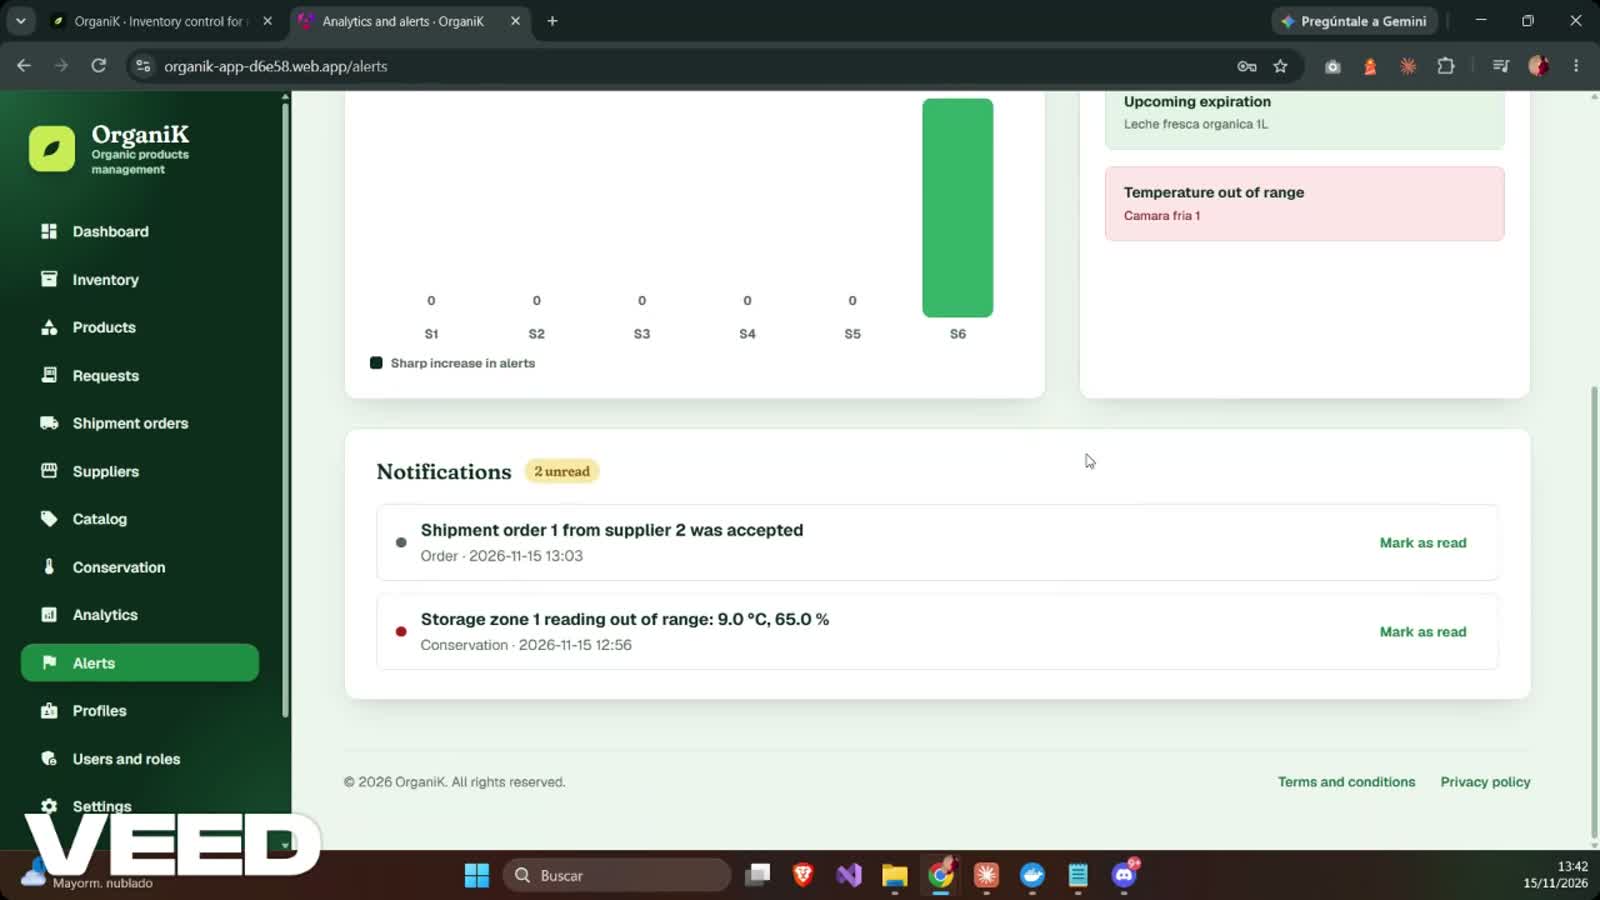 OrganiK · Inventory control for
Analytics and alerts · OrganiK
Pregúntale a Gemini
organik-app-d6e58.web.app/alerts
OrganiK
Organic products
management
Dashboard
Inventory
Products
Requests
Shipment orders
Suppliers
Catalog
Conservation
Analytics
Alerts
Profiles
Users and roles
Settings
0 0 0 0 0
S1 S2 S3 S4 S5 S6
Sharp increase in alerts
Upcoming expiration
Leche fresca organica 1L
Temperature out of range
Camara fria 1
Notifications 2 unread
Shipment order 1 from supplier 2 was accepted
Order · 2026-11-15 13:03
Mark as read
Storage zone 1 reading out of range: 9.0 °C, 65.0 %
Conservation · 2026-11-15 12:56
Mark as read
© 2026 OrganiK. All rights reserved.
Terms and conditions Privacy policy
VEED
Mayorm. nublado
Buscar
9+
13:42
15/11/2026